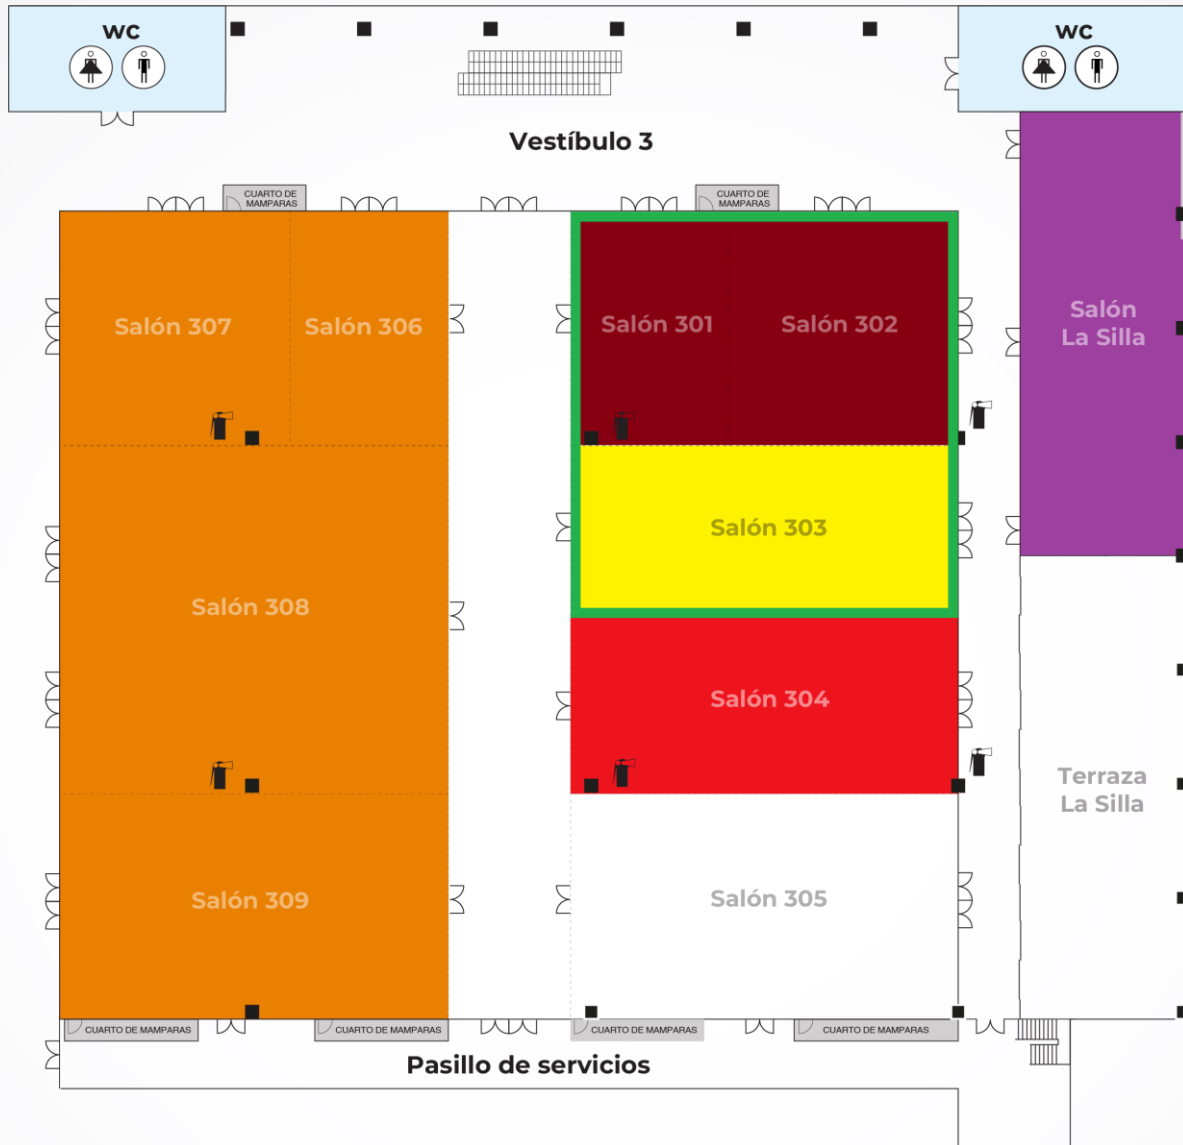 WC
WC
Vestíbulo 3
CUARTO DE
MAMPARAS
CUARTO DE
MAMPARAS
Salón 307
Salón 306
Salón 301
Salón 302
Salón
La Silla
Salón 303
Salón 308
Salón 304
Terraza
La Silla
Salón 309
Salón 305
CUARTO DE MAMPARAS
CUARTO DE MAMPARAS
CUARTO DE MAMPARAS
CUARTO DE MAMPARAS
Pasillo de servicios